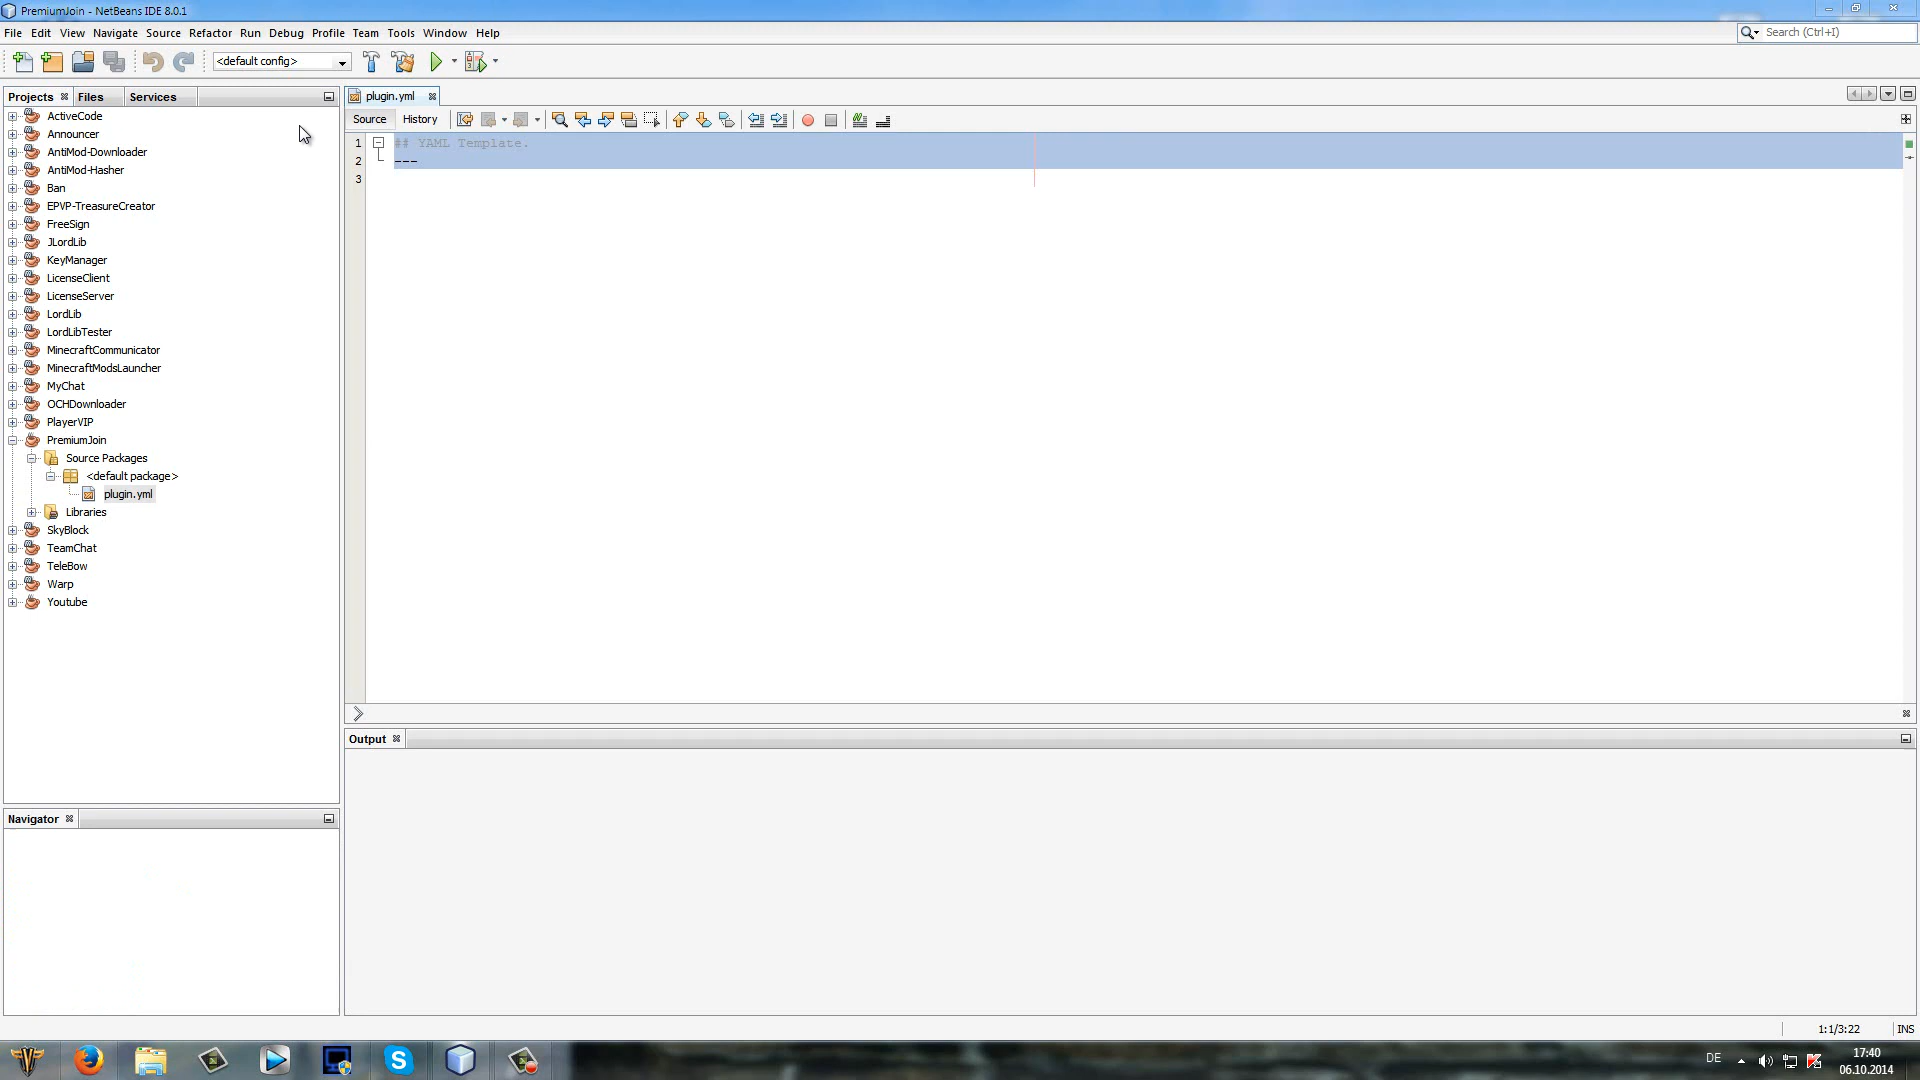 PremiumJoin - NetBeans IDE 8.0.1
File Edit View Navigate Source Refactor Run Debug Profile Team Tools Window Help
Search (Ctrl+I)
<default config>
Projects Files Services
plugin.yml
Source History
ActiveCode
Announcer
AntiMod-Downloader
AntiMod-Hasher
Ban
EPVP-TreasureCreator
FreeSign
JLordLib
KeyManager
LicenseClient
LicenseServer
LordLib
LordLibTester
MinecraftCommunicator
MinecraftModsLauncher
MyChat
OCHDownloader
PlayerVIP
PremiumJoin
Source Packages
<default package>
plugin.yml
Libraries
SkyBlock
TeamChat
TeleBow
Warp
Youtube
1 ## YAML Template.
2 ---
3
Output
Navigator
1:1/3:22 INS
DE
17:40
06.10.2014